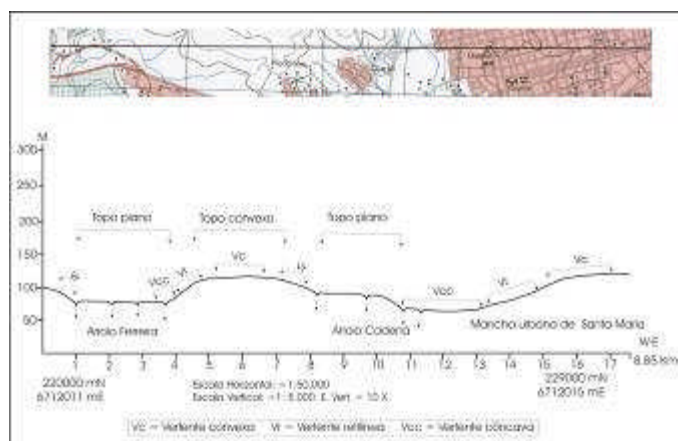 M
300
250
200
150
100
50
Topo plano
Topo convexo
Topo plano
Vcc
Vr
Vc
Vcc
Vr
Vc
Arroio Ferreira
Arroio Cadena
Mancha urbana de Santa Maria
W-E
1 2 3 4 5 6 7 8 9 10 11 12 13 14 15 16 17
8.85 km
220000 mN
6712011 mE
Escala Horizontal: =1:50.000
Escala Vertical: =1: 5.000 E. Vert. = 10 X
229000 mN
6712015 mE
Vc = Vertente convexa Vr = Vertente retilínea Vcc = Vertente côncava